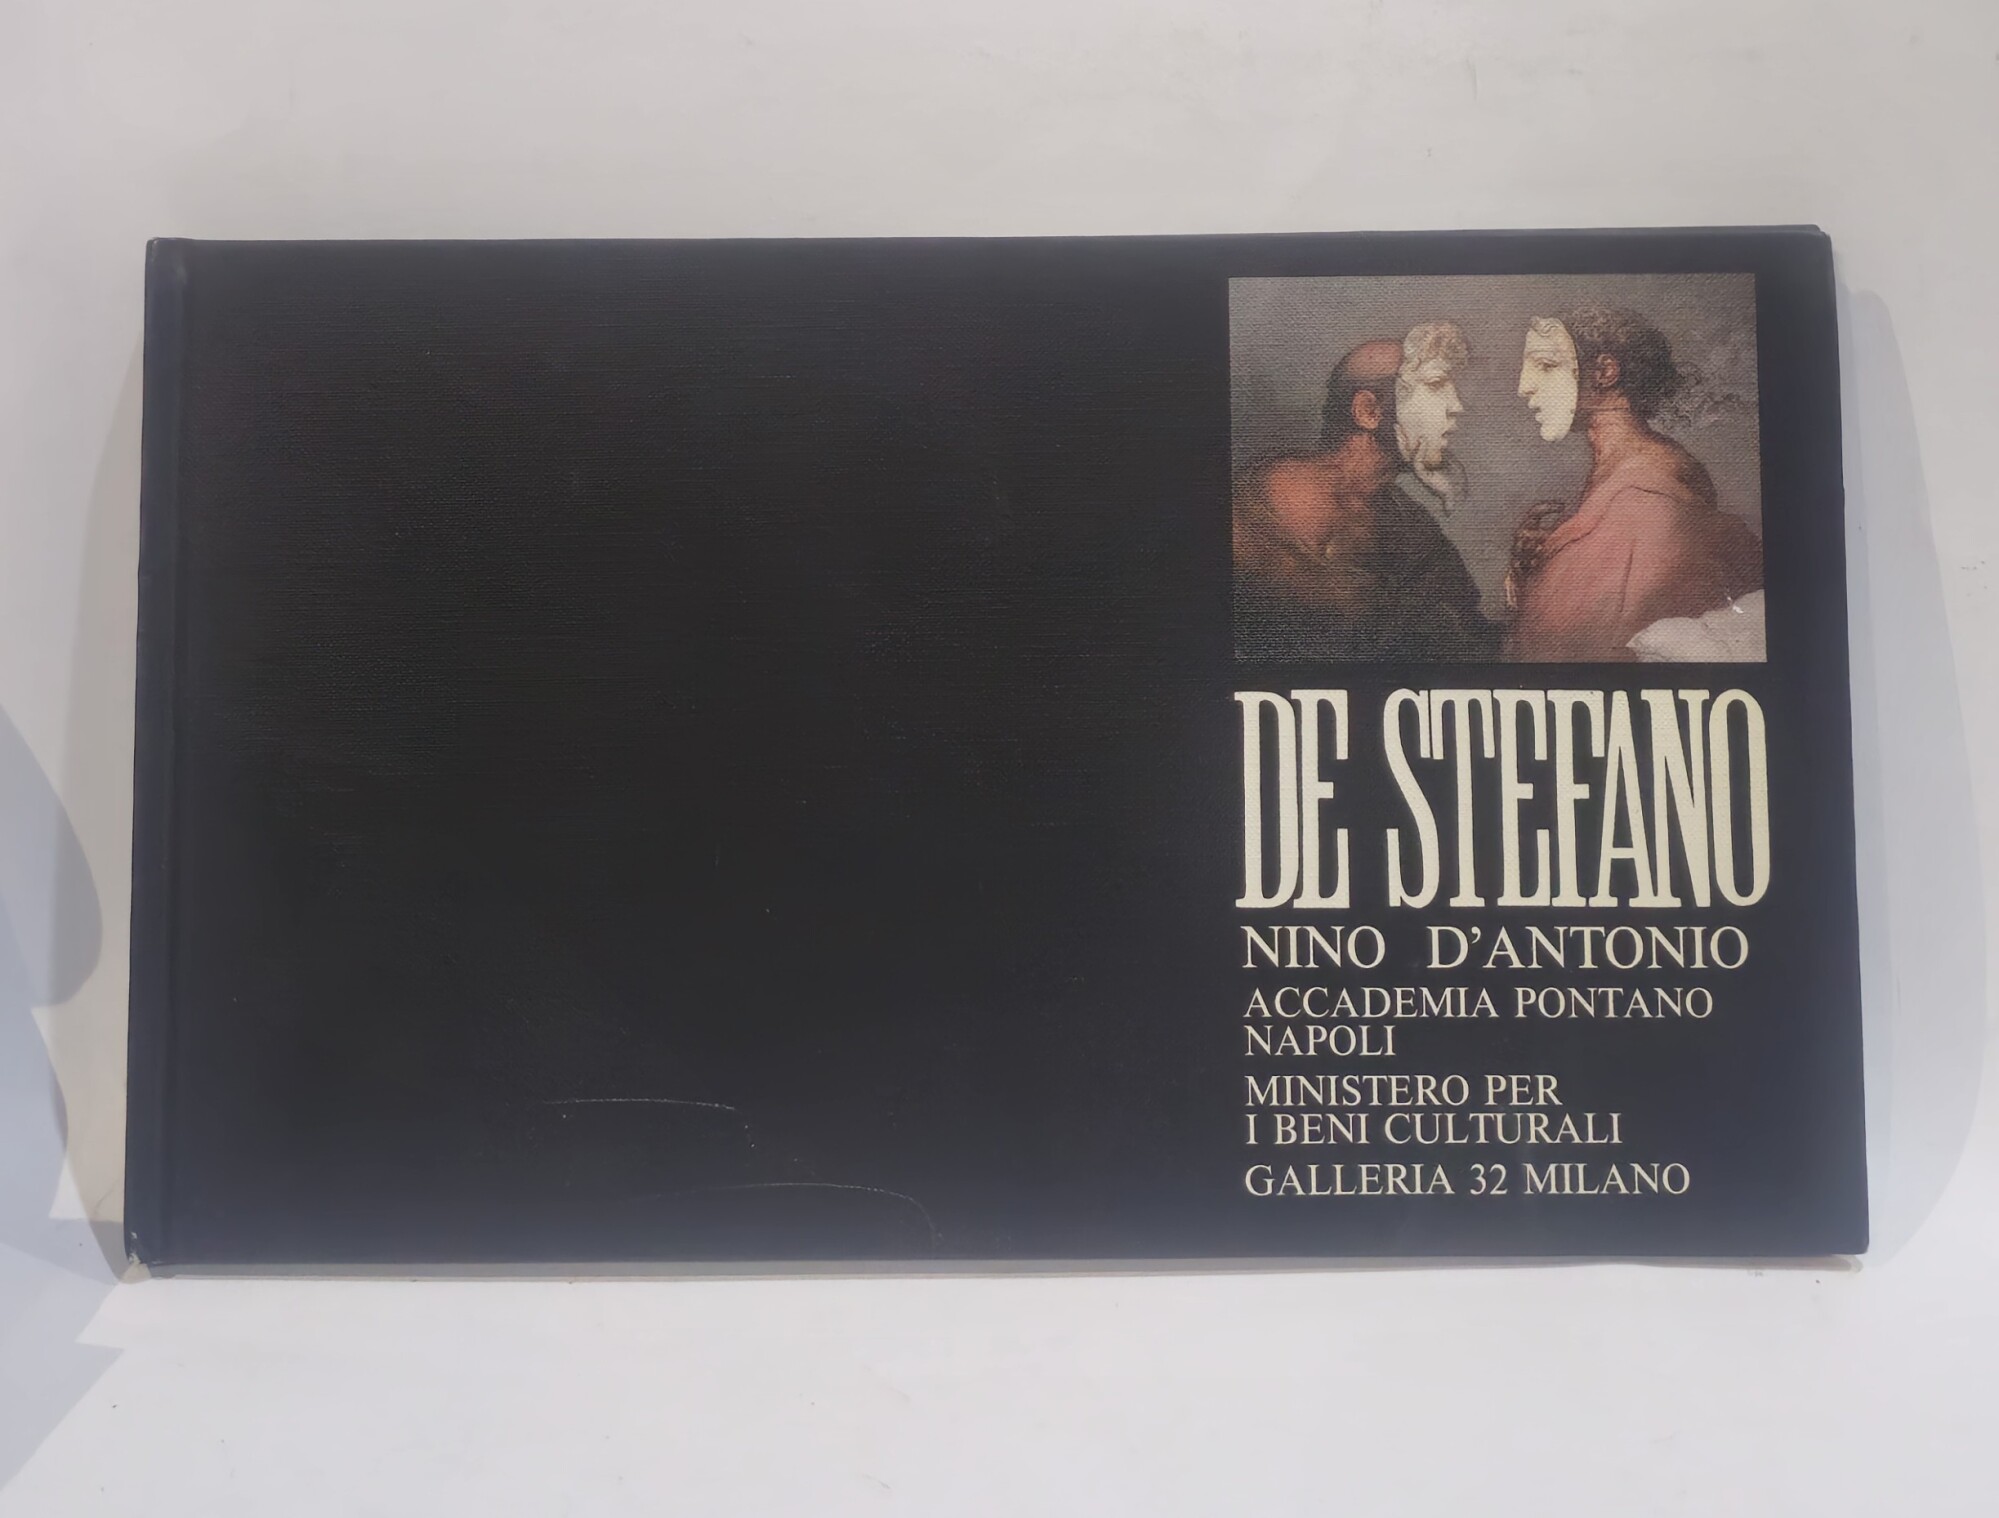 DE STEFANO
NINO D'ANTONIO
ACCADEMIA PONTANO
NAPOLI
MINISTERO PER
I BENI CULTURALI
GALLERIA 32 MILANO